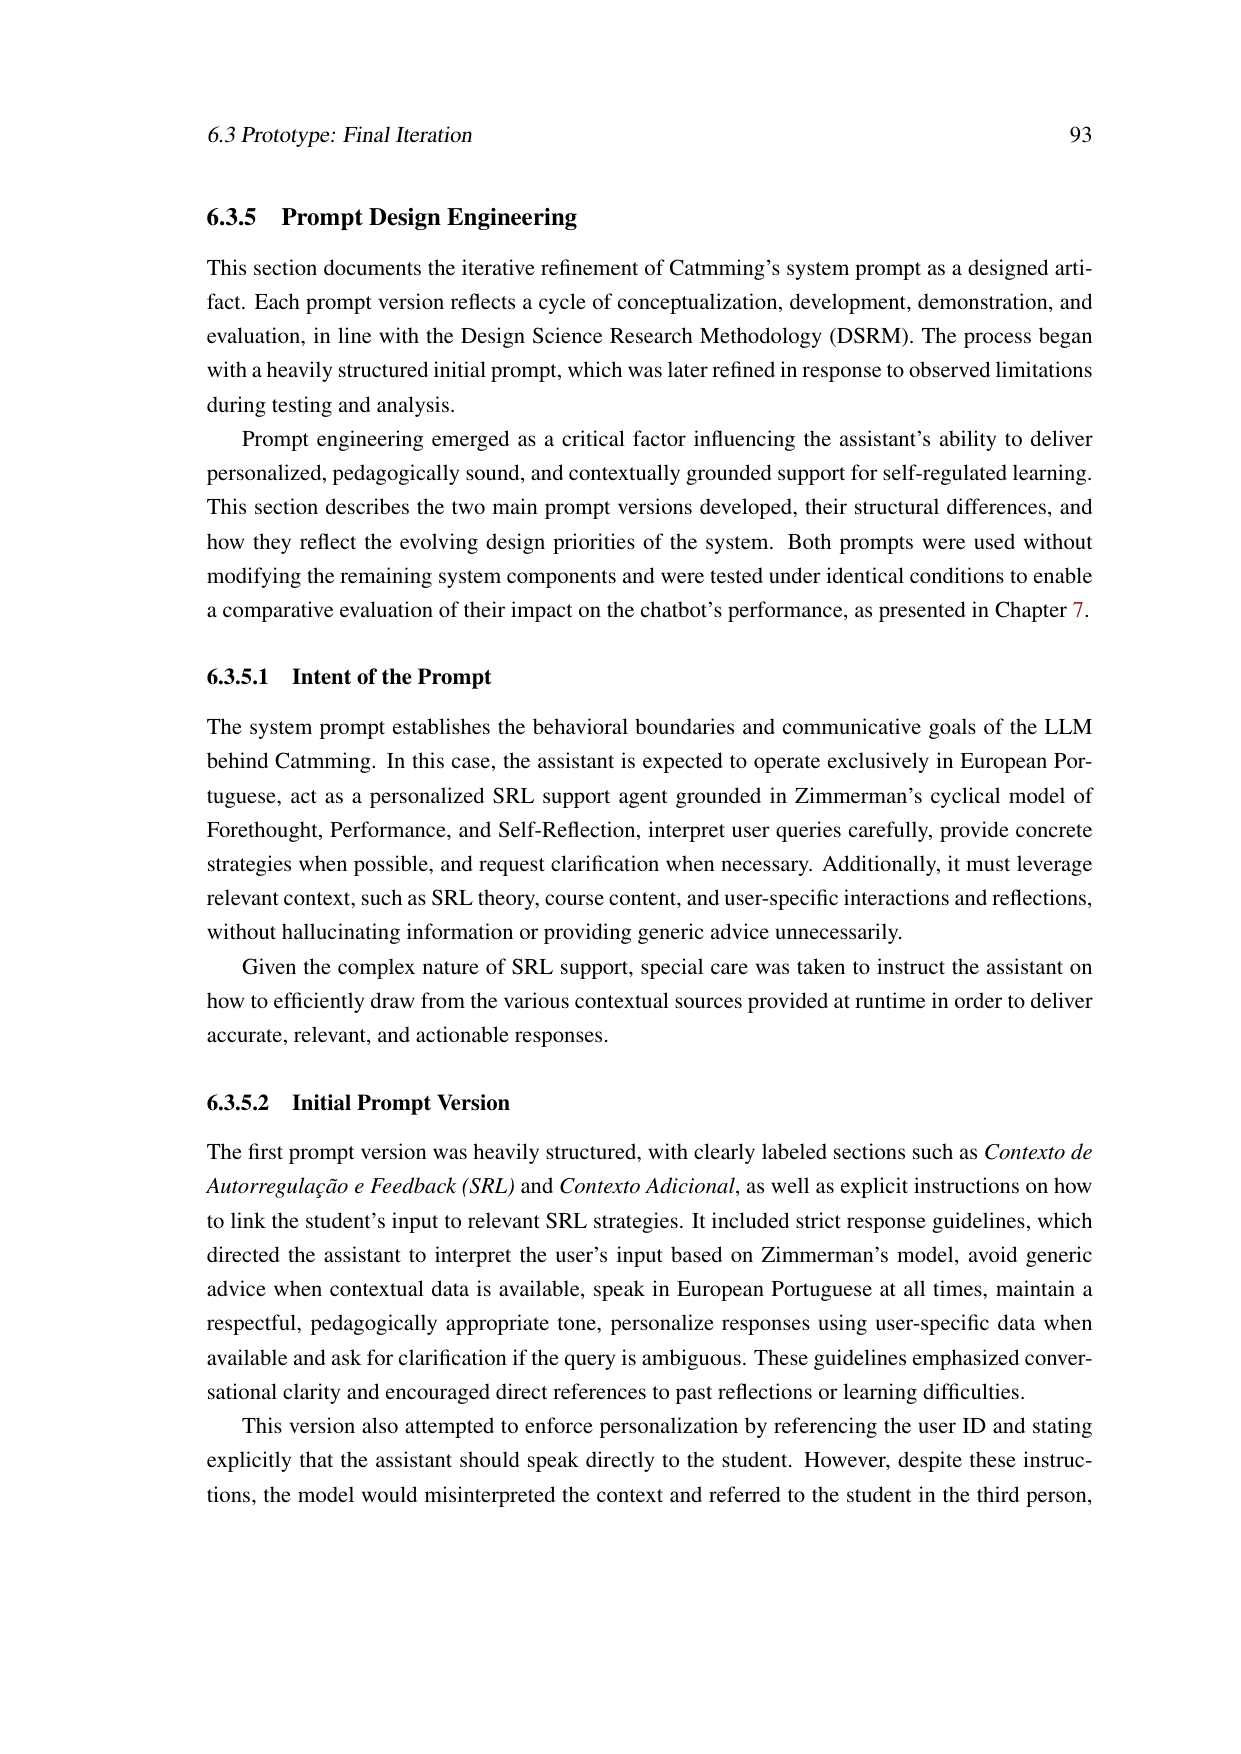 6.3 Prototype: Final Iteration 93
6.3.5 Prompt Design Engineering
This section documents the iterative refinement of Catmming's system prompt as a designed arti-
fact. Each prompt version reflects a cycle of conceptualization, development, demonstration, and
evaluation, in line with the Design Science Research Methodology (DSRM). The process began
with a heavily structured initial prompt, which was later refined in response to observed limitations
during testing and analysis.
Prompt engineering emerged as a critical factor influencing the assistant's ability to deliver
personalized, pedagogically sound, and contextually grounded support for self-regulated learning.
This section describes the two main prompt versions developed, their structural differences, and
how they reflect the evolving design priorities of the system. Both prompts were used without
modifying the remaining system components and were tested under identical conditions to enable
a comparative evaluation of their impact on the chatbot's performance, as presented in Chapter 7.
6.3.5.1 Intent of the Prompt
The system prompt establishes the behavioral boundaries and communicative goals of the LLM
behind Catmming. In this case, the assistant is expected to operate exclusively in European Por-
tuguese, act as a personalized SRL support agent grounded in Zimmerman's cyclical model of
Forethought, Performance, and Self-Reflection, interpret user queries carefully, provide concrete
strategies when possible, and request clarification when necessary. Additionally, it must leverage
relevant context, such as SRL theory, course content, and user-specific interactions and reflections,
without hallucinating information or providing generic advice unnecessarily.
Given the complex nature of SRL support, special care was taken to instruct the assistant on
how to efficiently draw from the various contextual sources provided at runtime in order to deliver
accurate, relevant, and actionable responses.
6.3.5.2 Initial Prompt Version
The first prompt version was heavily structured, with clearly labeled sections such as Contexto de
Autorregulação e Feedback (SRL) and Contexto Adicional, as well as explicit instructions on how
to link the student's input to relevant SRL strategies. It included strict response guidelines, which
directed the assistant to interpret the user's input based on Zimmerman's model, avoid generic
advice when contextual data is available, speak in European Portuguese at all times, maintain a
respectful, pedagogically appropriate tone, personalize responses using user-specific data when
available and ask for clarification if the query is ambiguous. These guidelines emphasized conver-
sational clarity and encouraged direct references to past reflections or learning difficulties.
This version also attempted to enforce personalization by referencing the user ID and stating
explicitly that the assistant should speak directly to the student. However, despite these instruc-
tions, the model would misinterpreted the context and referred to the student in the third person,